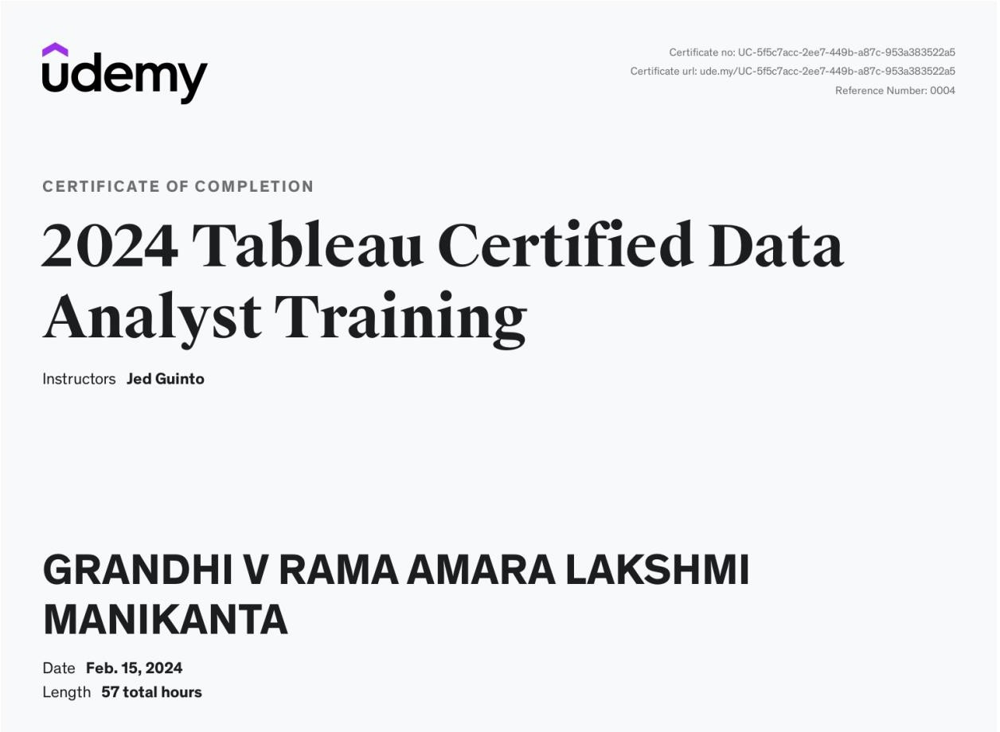 udemy
Certificate no: UC-5f5c7acc-2ee7-449b-a87c-953a383522a5
Certificate url: ude.my/UC-5f5c7acc-2ee7-449b-a87c-953a383522a5
Reference Number: 0004
CERTIFICATE OF COMPLETION
2024 Tableau Certified Data
Analyst Training
Instructors Jed Guinto
GRANDHI V RAMA AMARA LAKSHMI
MANIKANTA
Date Feb. 15, 2024
Length 57 total hours